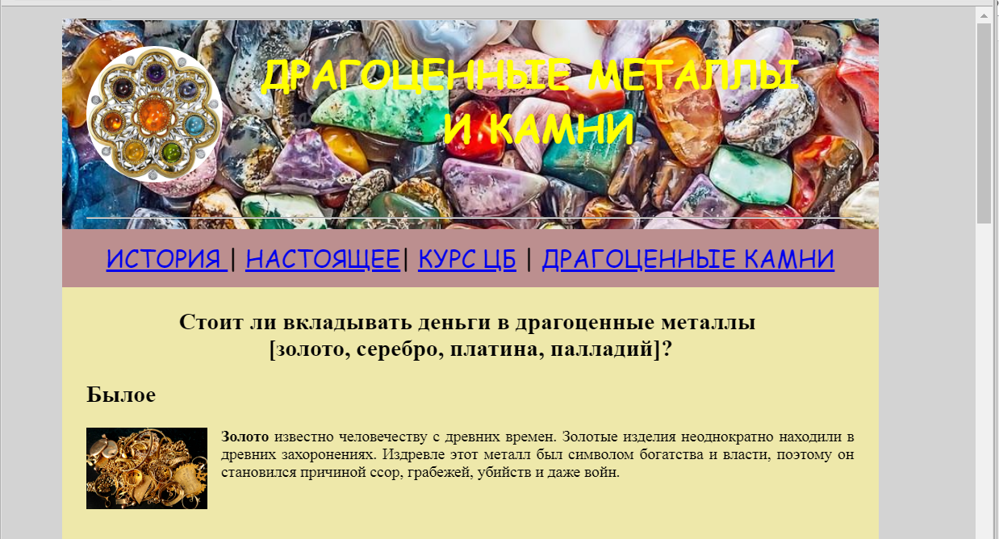 ДРАГОЦЕННЫЕ МЕТАЛЛЫ
И КАМНИ
ИСТОРИЯ | НАСТОЯЩЕЕ| КУРС ЦБ | ДРАГОЦЕННЫЕ КАМНИ
Стоит ли вкладывать деньги в драгоценные металлы
[золото, серебро, платина, палладий]?
Былое
Золото известно человечеству с древних времен. Золотые изделия неоднократно находили в
древних захоронениях. Издревле этот металл был символом богатства и власти, поэтому он
становился причиной ссор, грабежей, убийств и даже войн.